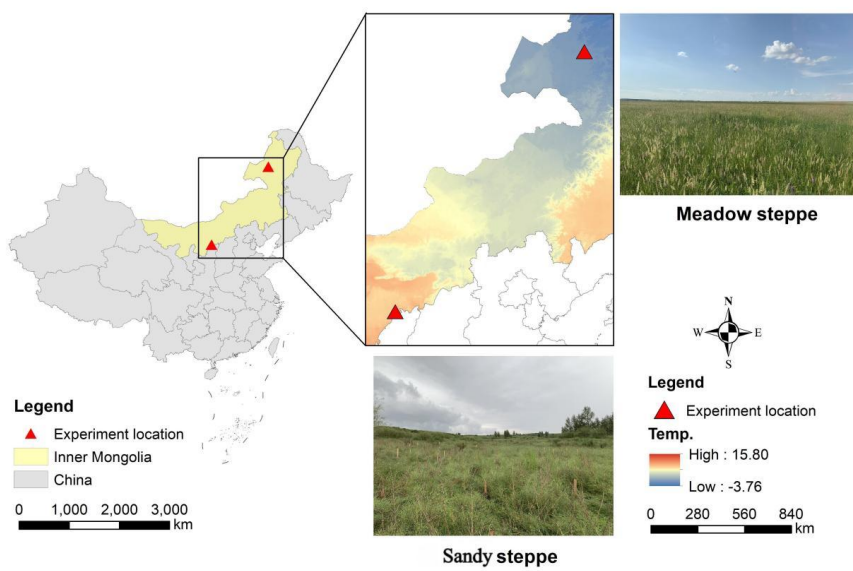 Meadow steppe
N
W E
S
Legend
Experiment location
Temp.
High : 15.80
Low : -3.76
0 280 560 840
km
Legend
Experiment location
Inner Mongolia
China
0 1,000 2,000 3,000
km
Sandy steppe